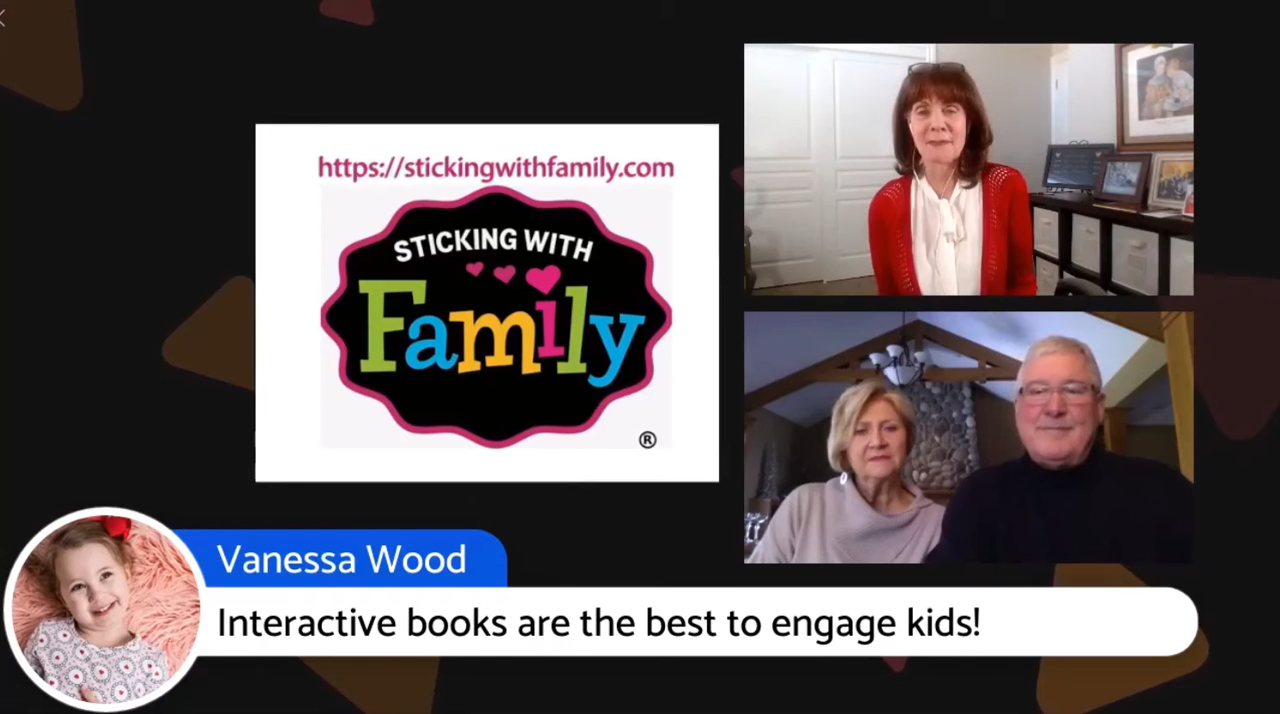 https://stickingwithfamily.com
STICKING WITH
Family
®
Vanessa Wood
Interactive books are the best to engage kids!